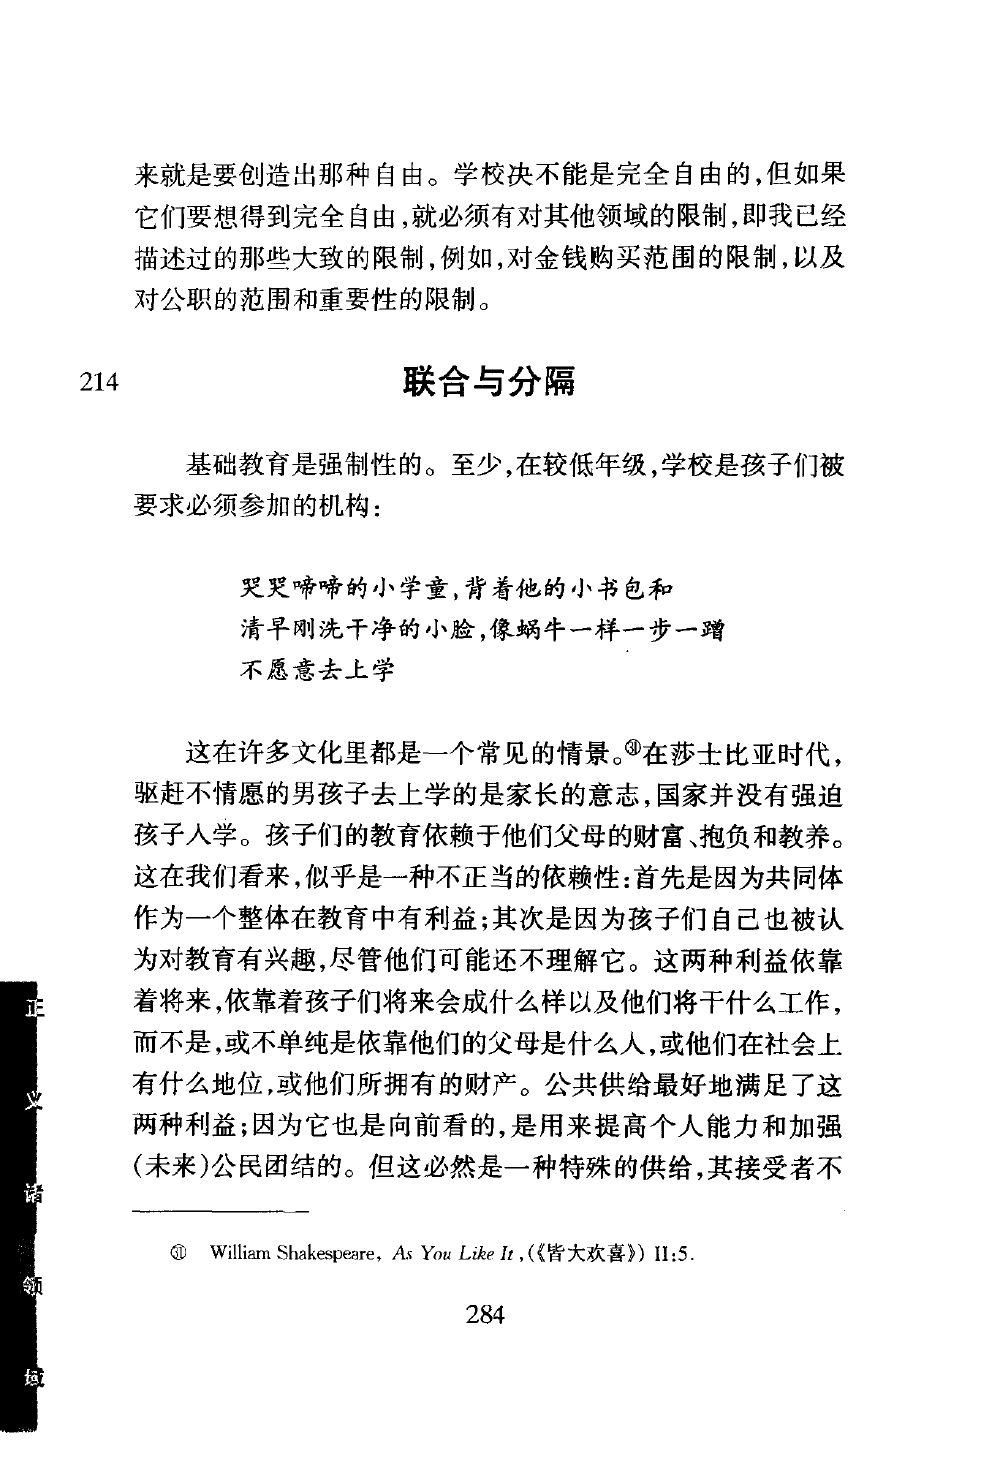 来就是要创造出那种自由。学校决不能是完全自由的,但如果
它们要想得到完全自由,就必须有对其他领域的限制,即我已经
描述过的那些大致的限制,例如,对金钱购买范围的限制,以及
对公职的范围和重要性的限制。
214
联合与分隔
基础教育是强制性的。至少,在较低年级,学校是孩子们被
要求必须参加的机构:
哭哭啼啼的小学童,背着他的小书包和
清早刚洗干净的小脸,像蜗牛一样一步一蹭
不愿意去上学
这在许多文化里都是一个常见的情景。㉛在莎士比亚时代,
驱赶不情愿的男孩子去上学的是家长的意志,国家并没有强迫
孩子入学。孩子们的教育依赖于他们父母的财富、抱负和教养。
这在我们看来,似乎是一种不正当的依赖性:首先是因为共同体
作为一个整体在教育中有利益;其次是因为孩子们自己也被认
为对教育有兴趣,尽管他们可能还不理解它。这两种利益依靠
着将来,依靠着孩子们将来会成什么样以及他们将干什么工作,
而不是,或不单纯是依靠他们的父母是什么人,或他们在社会上
有什么地位,或他们所拥有的财产。公共供给最好地满足了这
两种利益;因为它也是向前看的,是用来提高个人能力和加强
(未来)公民团结的。但这必然是一种特殊的供给,其接受者不
㉛ William Shakespeare, As You Like It,(《皆大欢喜》) II:5.
284
正
义
诸
领
域